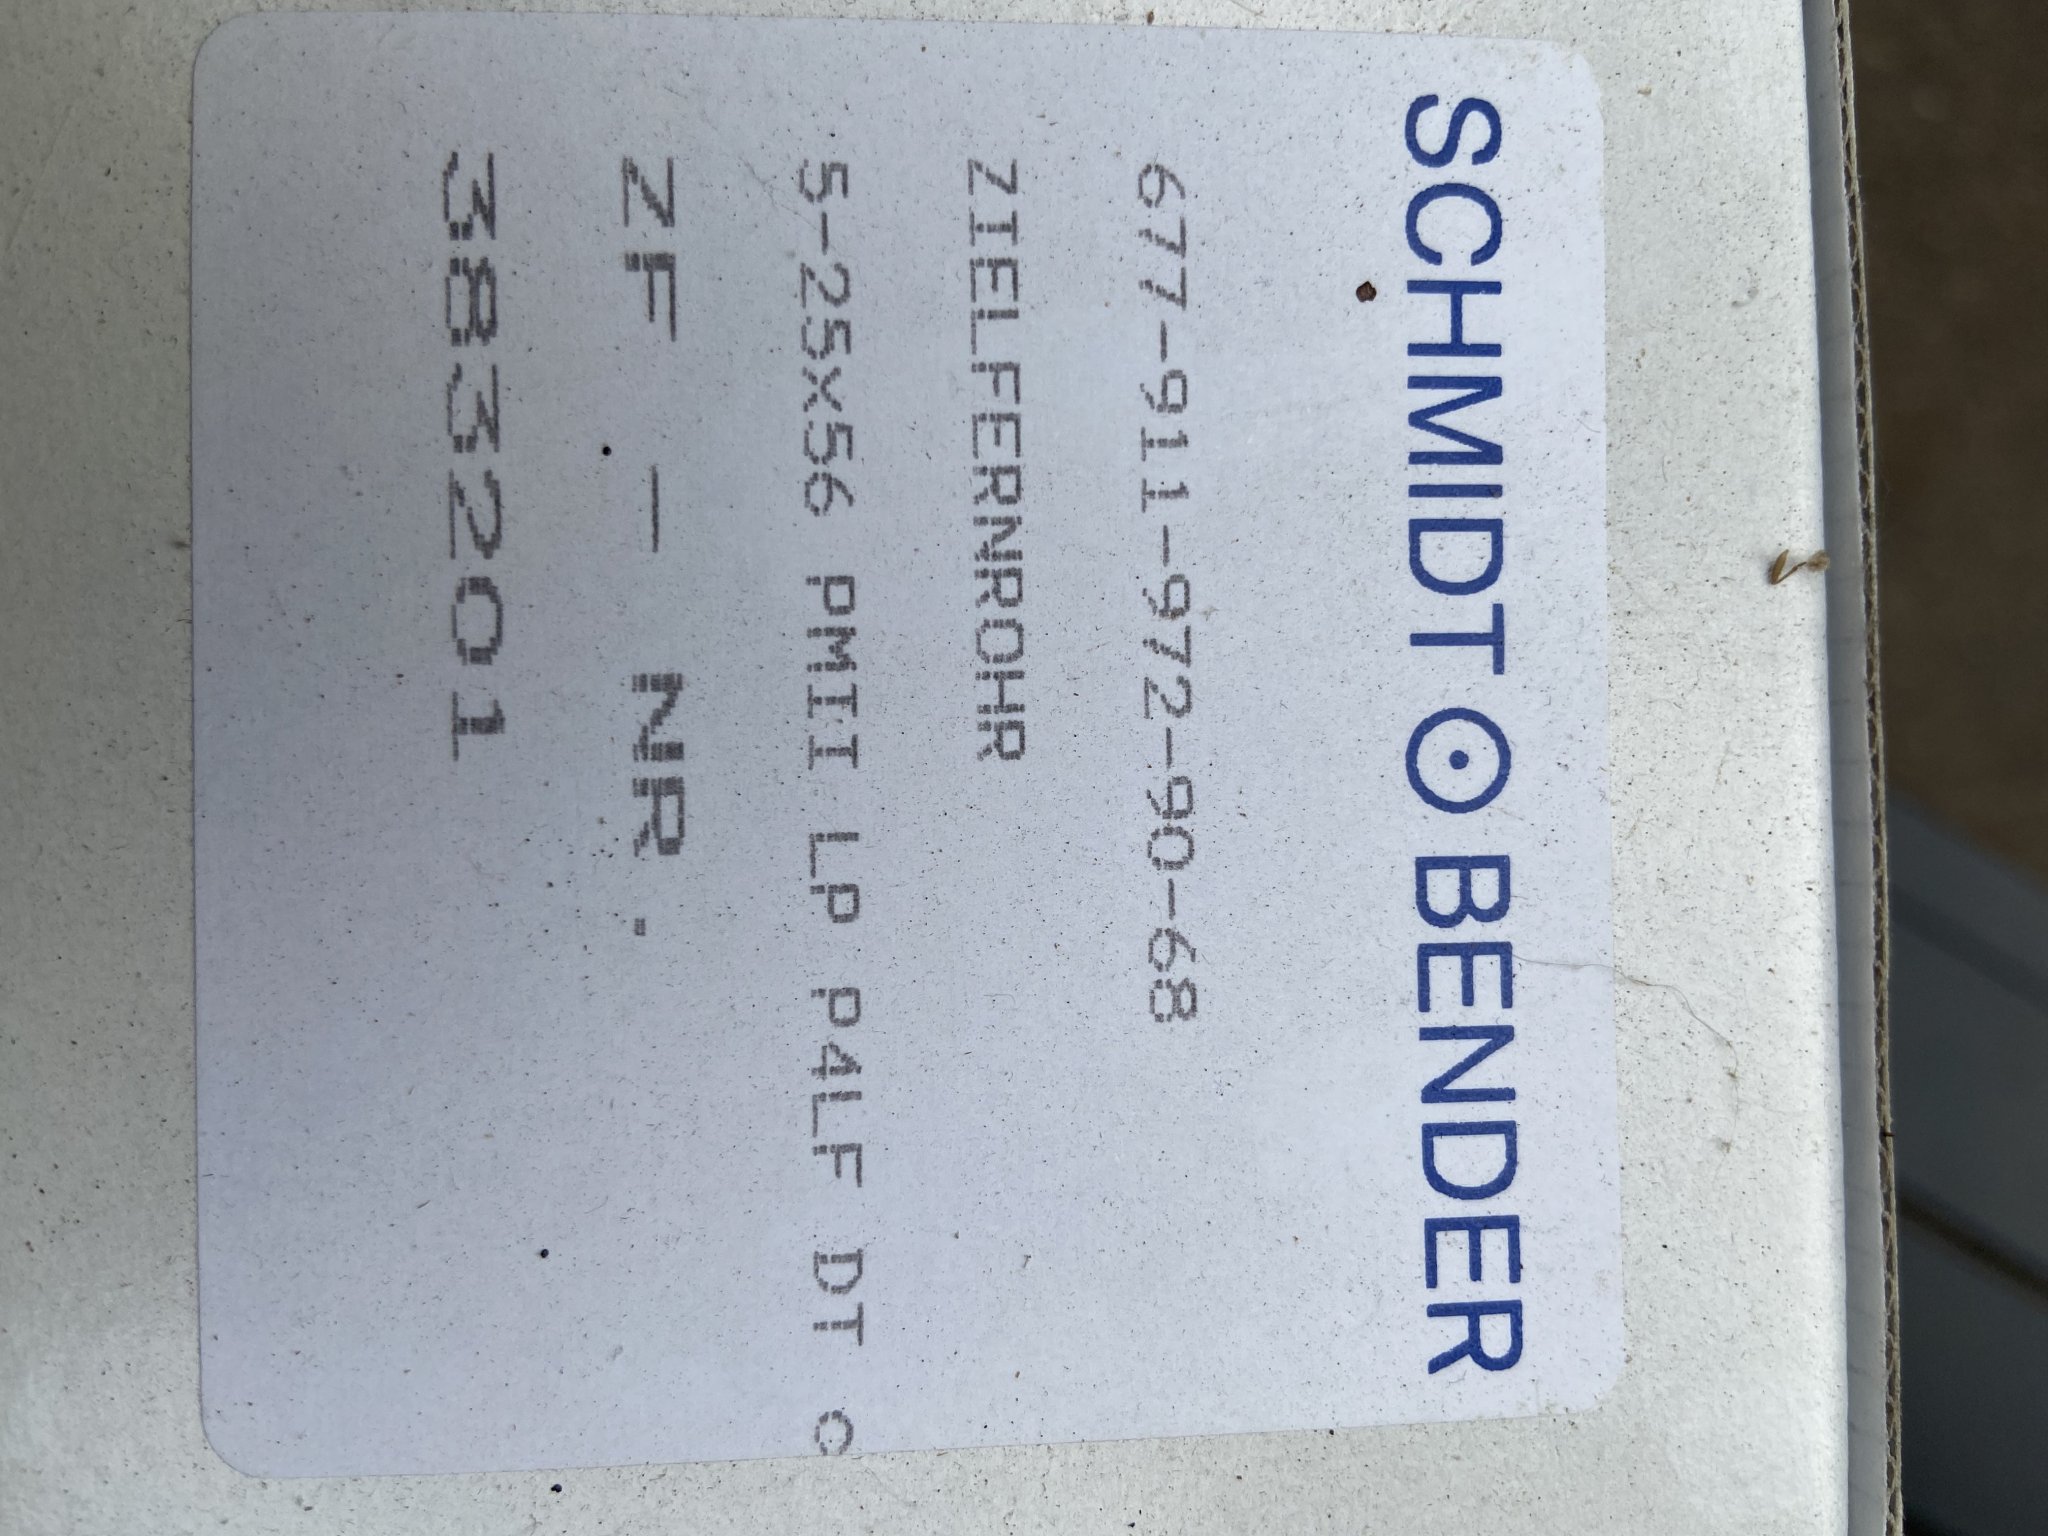 SCHMIDT BENDER
677-911-972-90-68
ZIELFERNROHR
5-25x56 PMII LP P4LF DT c
ZF - NR.
383201